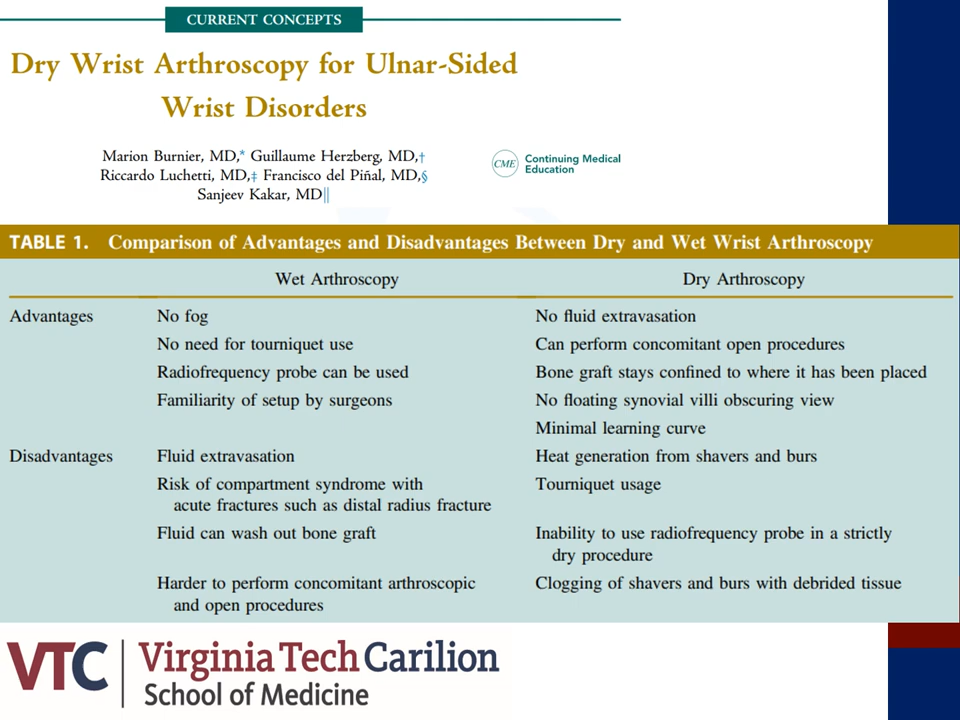 CURRENT CONCEPTS
Dry Wrist Arthroscopy for Ulnar-Sided
Wrist Disorders
Marion Burnier, MD,* Guillaume Herzberg, MD,†
Riccardo Luchetti, MD,‡ Francisco del Piñal, MD,§
Sanjeev Kakar, MD||
CME Continuing Medical
Education
TABLE 1. Comparison of Advantages and Disadvantages Between Dry and Wet Wrist Arthroscopy
Wet Arthroscopy Dry Arthroscopy
Advantages No fog No fluid extravasation
No need for tourniquet use Can perform concomitant open procedures
Radiofrequency probe can be used Bone graft stays confined to where it has been placed
Familiarity of setup by surgeons No floating synovial villi obscuring view
Minimal learning curve
Disadvantages Fluid extravasation Heat generation from shavers and burs
Risk of compartment syndrome with Tourniquet usage
acute fractures such as distal radius fracture
Fluid can wash out bone graft Inability to use radiofrequency probe in a strictly
dry procedure
Harder to perform concomitant arthroscopic Clogging of shavers and burs with debrided tissue
and open procedures
VTC Virginia Tech Carilion
School of Medicine